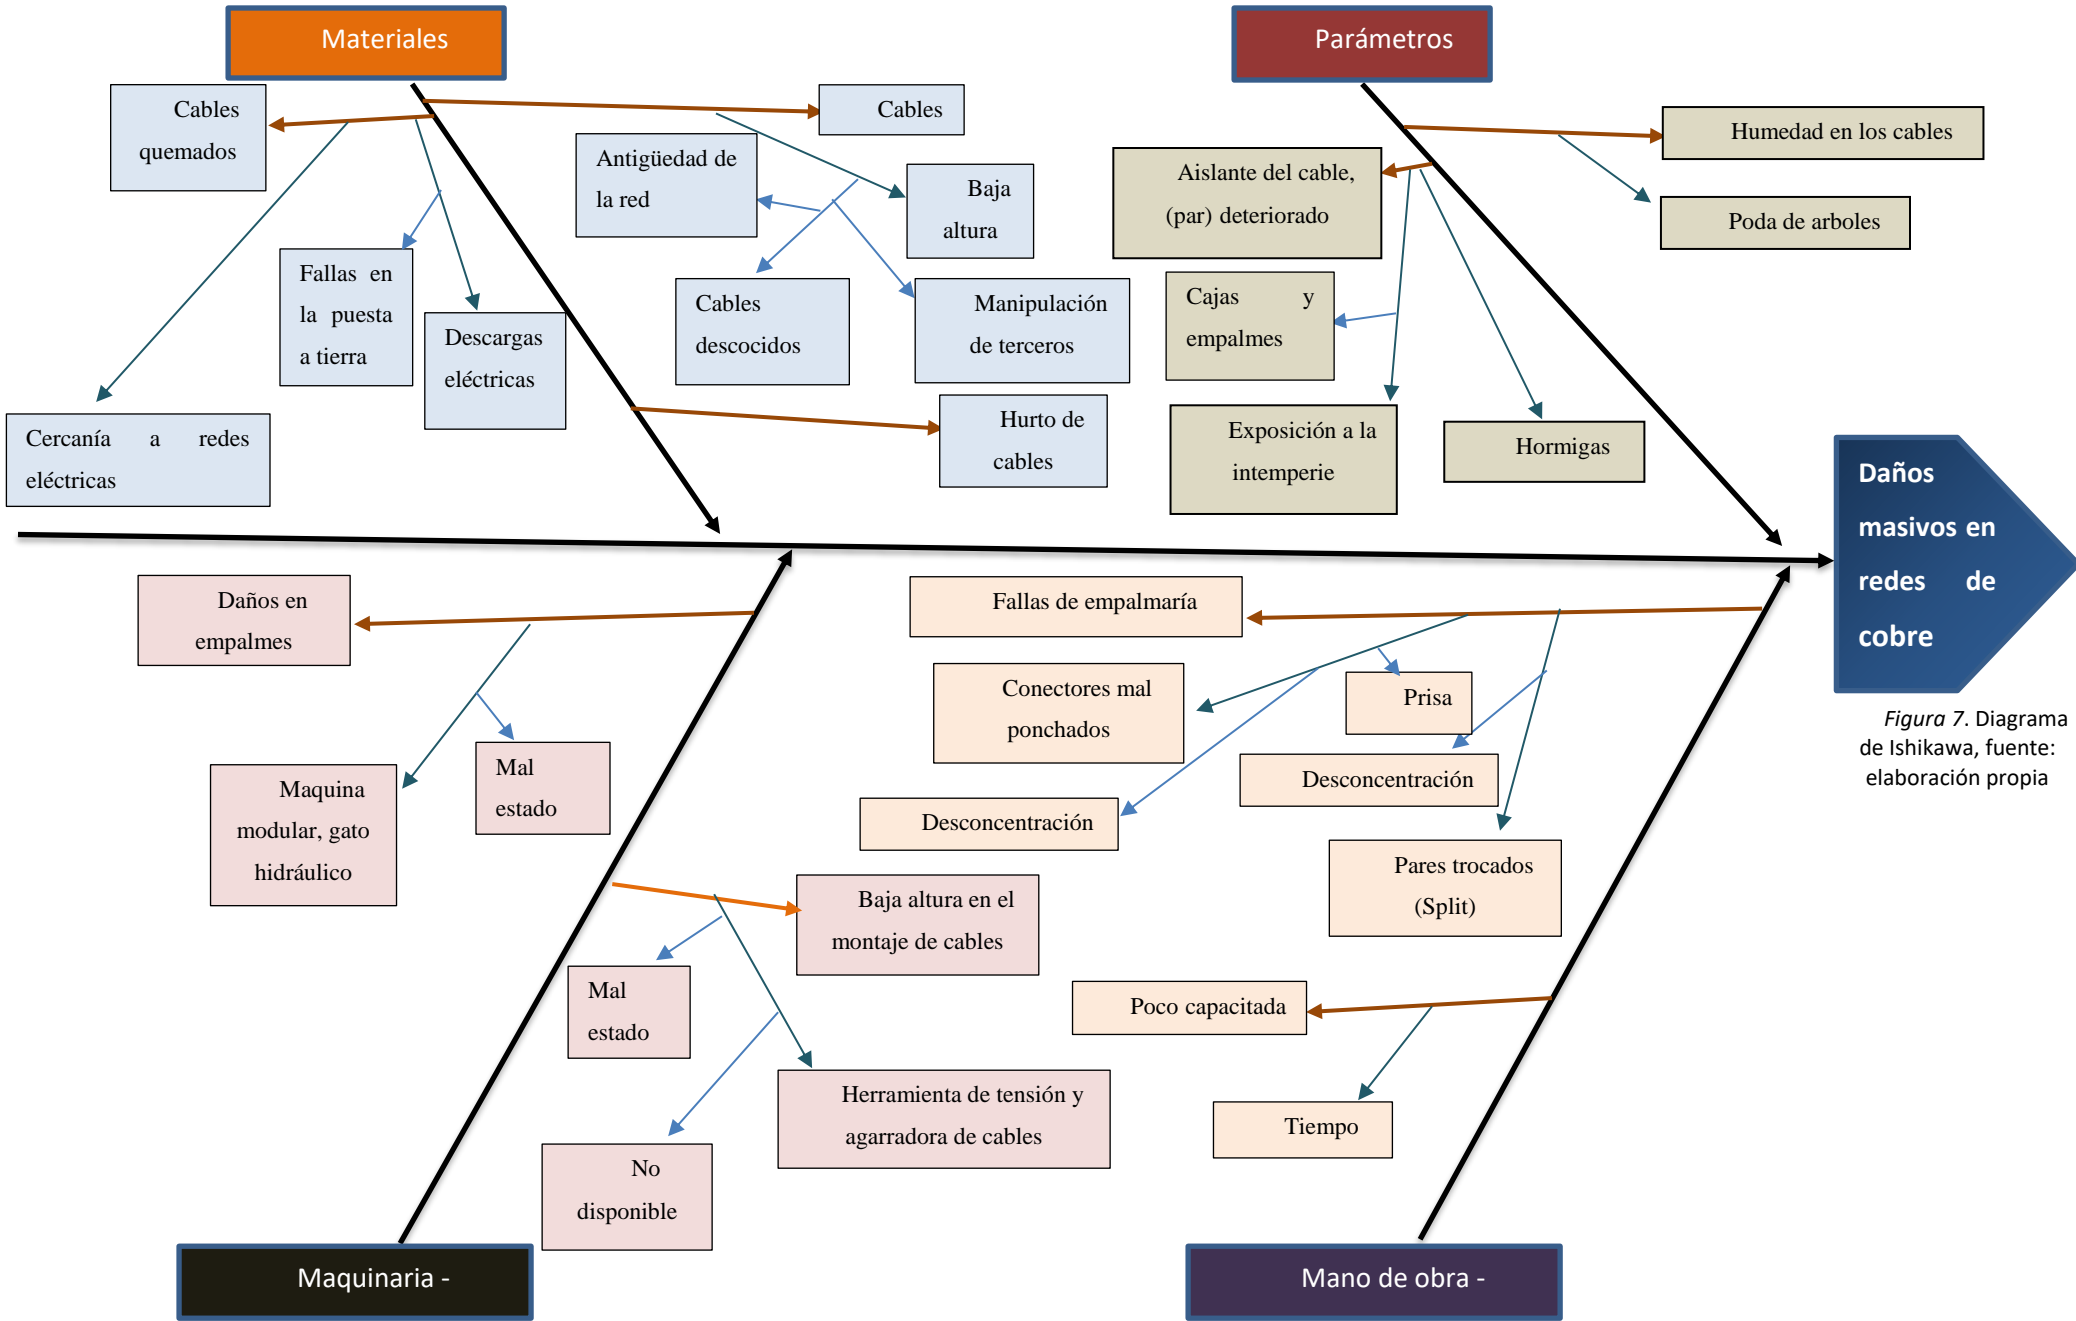 Materiales
Parámetros
Cables
quemados
Cables
Antigüedad de
la red
Baja
altura
Fallas en
la puesta
a tierra
Descargas
eléctricas
Cables
descocidos
Manipulación
de terceros
Cercanía a redes
eléctricas
Hurto de
cables
Humedad en los cables
Aislante del cable,
(par) deteriorado
Poda de arboles
Cajas y
empalmes
Exposición a la
intemperie
Hormigas
Daños
masivos en
redes de
cobre
Figura 7. Diagrama
de Ishikawa, fuente:
elaboración propia
Daños en
empalmes
Maquina
modular, gato
hidráulico
Mal
estado
Baja altura en el
montaje de cables
Mal
estado
Herramienta de tensión y
agarradora de cables
No
disponible
Fallas de empalmaría
Conectores mal
ponchados
Prisa
Desconcentración
Desconcentración
Pares trocados
(Split)
Poco capacitada
Tiempo
Maquinaria -
Mano de obra -